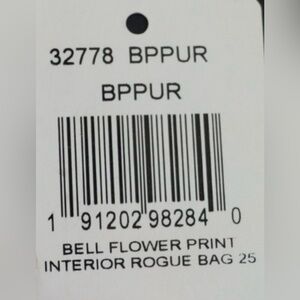 32778 BPPUR
BPPUR
1 91202 98284 0
BELL FLOWER PRINT
INTERIOR ROGUE BAG 25